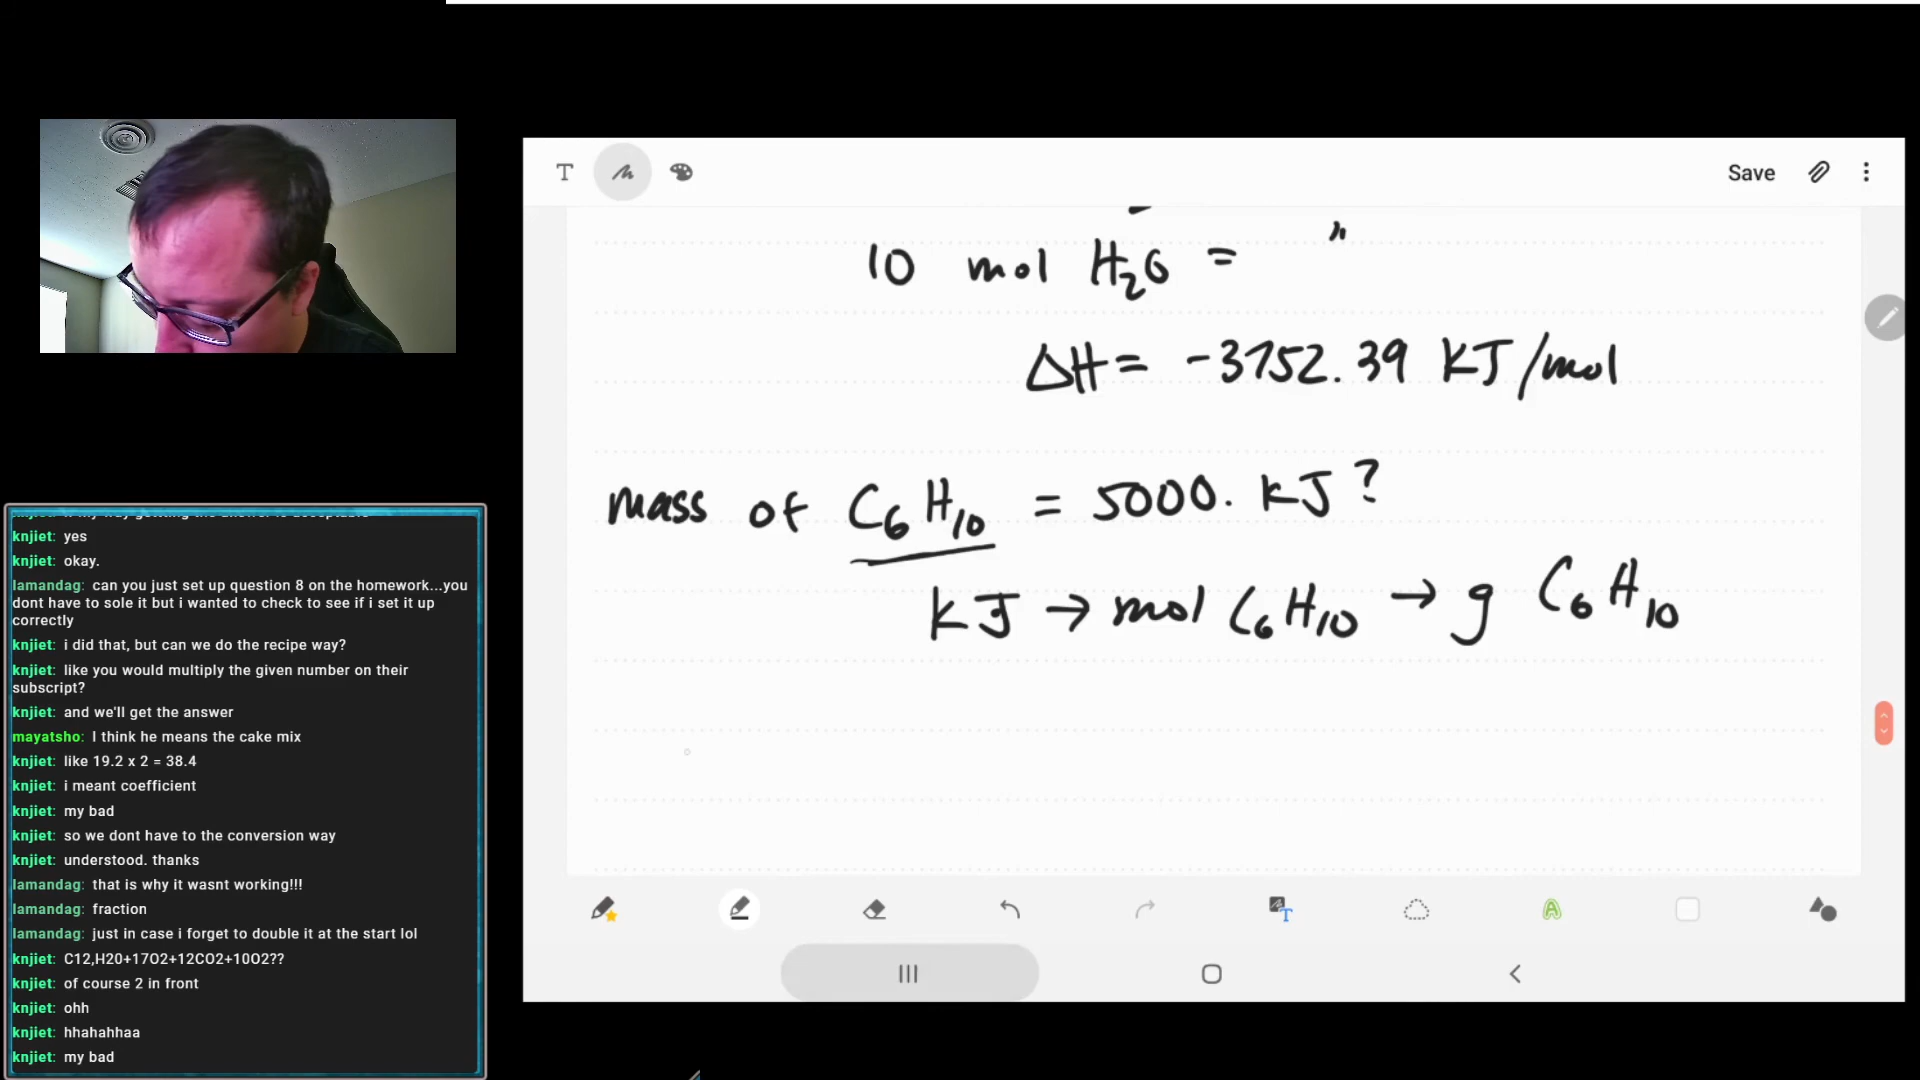 T
Save
10 mol H2O = "
ΔH = -3752.39 KJ/mol
mass of C6H10 = 5000. KJ?
KJ → mol C6H10 → g C6H10
knjiet: yes
knjiet: okay.
lamandag: can you just set up question 8 on the homework...you
dont have to sole it but i wanted to check to see if i set it up
correctly
knjiet: i did that, but can we do the recipe way?
knjiet: like you would multiply the given number on their
subscript?
knjiet: and we'll get the answer
mayatsho: I think he means the cake mix
knjiet: like 19.2 x 2 = 38.4
knjiet: i meant coefficient
knjiet: my bad
knjiet: so we dont have to the conversion way
knjiet: understood. thanks
lamandag: that is why it wasnt working!!!
lamandag: fraction
lamandag: just in case i forget to double it at the start lol
knjiet: C12,H20+17O2+12CO2+10O2??
knjiet: of course 2 in front
knjiet: ohh
knjiet: hhahahhaa
knjiet: my bad